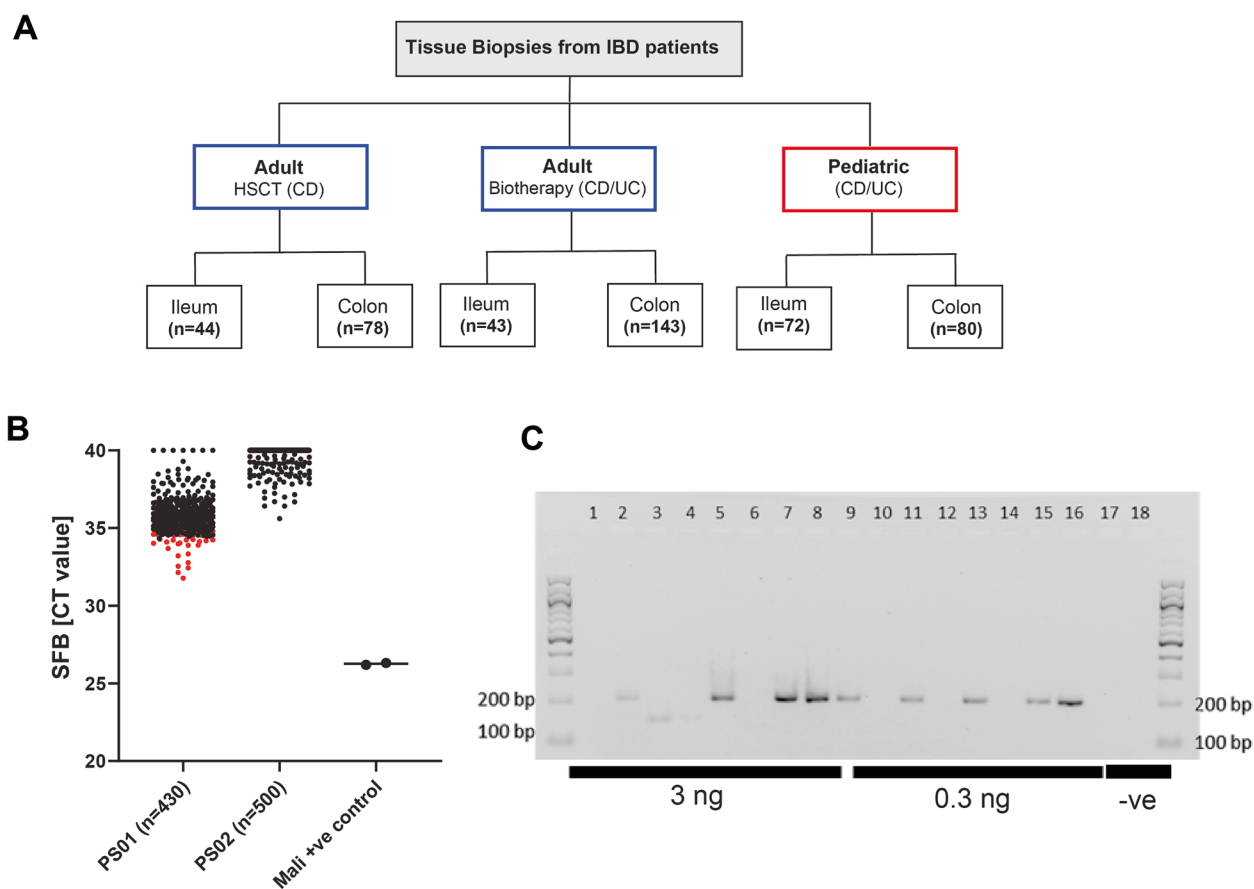 A
Tissue Biopsies from IBD patients
Adult
HSCT (CD)
Adult
Biotherapy (CD/UC)
Pediatric
(CD/UC)
Ileum
(n=44)
Colon
(n=78)
Ileum
(n=43)
Colon
(n=143)
Ileum
(n=72)
Colon
(n=80)
B
SFB [CT value]
40
35
30
25
20
PS01 (n=430)
PS02 (n=500)
Mali +ve control
C
1 2 3 4 5 6 7 8 9 10 11 12 13 14 15 16 17 18
200 bp
100 bp
200 bp
100 bp
3 ng
0.3 ng
-ve